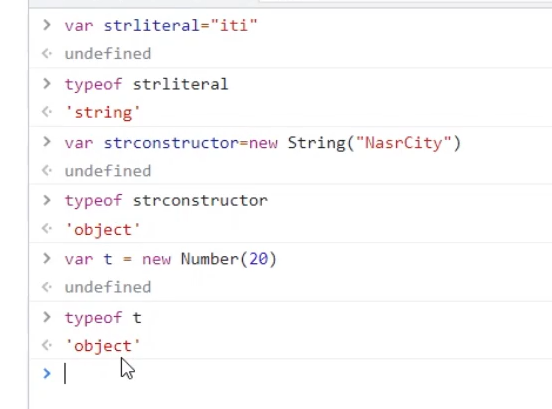 > var strliteral="iti"
<· undefined
> typeof strliteral
<· 'string'
> var strconstructor=new String("NasrCity")
<· undefined
> typeof strconstructor
<· 'object'
> var t = new Number(20)
<· undefined
> typeof t
<· 'object'
>